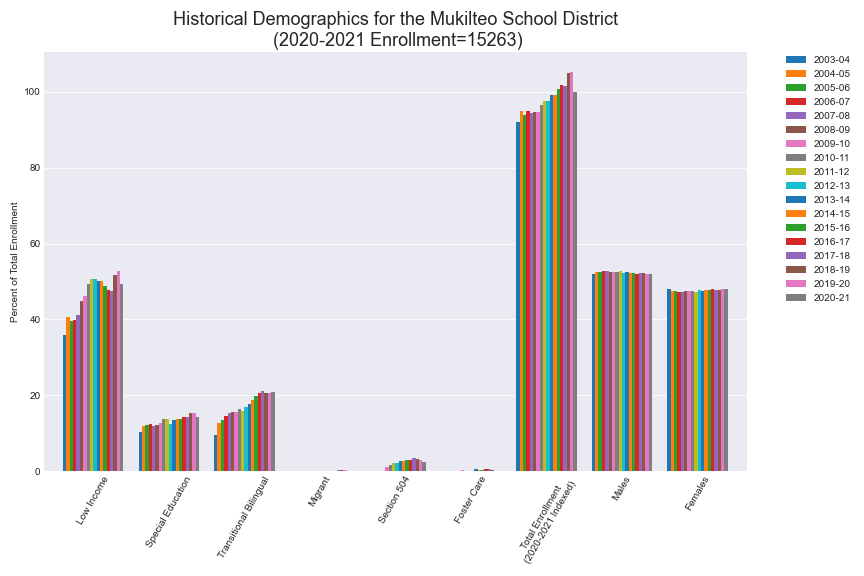 Historical Demographics for the Mukilteo School District
(2020-2021 Enrollment=15263)
Percent of Total Enrollment
100
80
60
40
20
0
Low Income
Special Education
Transitional Bilingual
Migrant
Section 504
Foster Care
Total Enrollment
(2020-2021 Indexed)
Males
Females
2003-04
2004-05
2005-06
2006-07
2007-08
2008-09
2009-10
2010-11
2011-12
2012-13
2013-14
2014-15
2015-16
2016-17
2017-18
2018-19
2019-20
2020-21